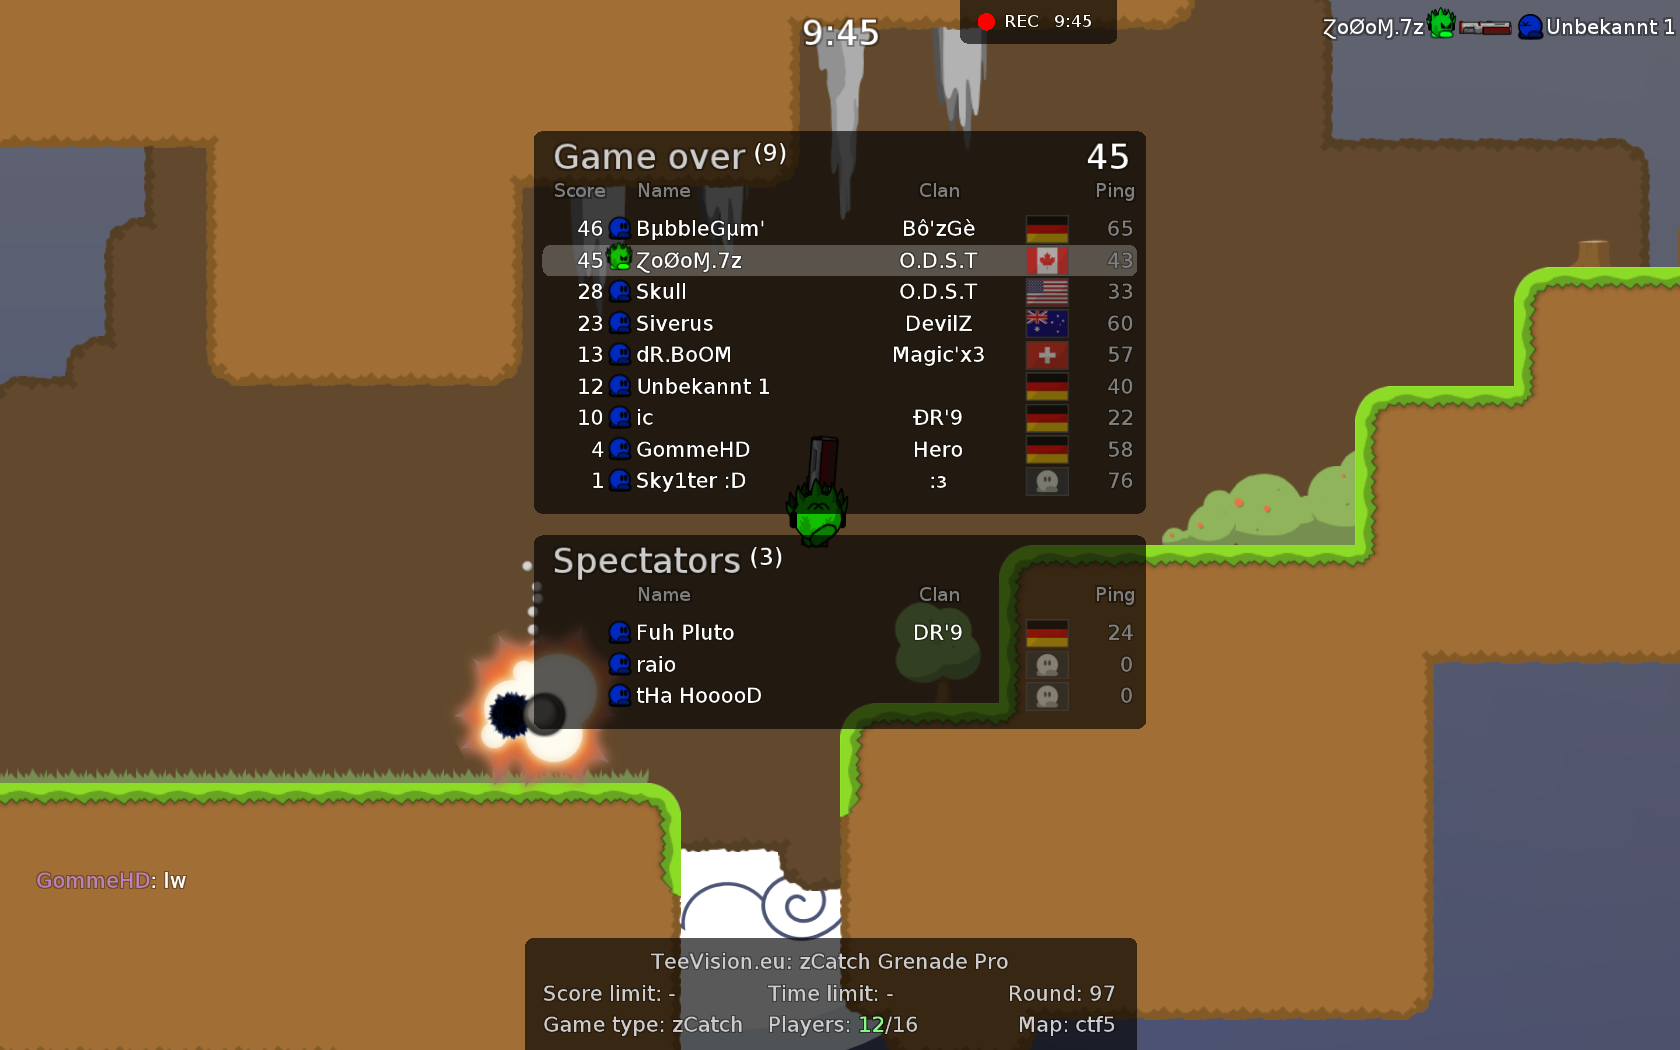 9:45
REC 9:45
ⱿoØoɱ.7z Unbekannt 1
Game over (9) 45
Score Name Clan Ping
46 BµbbleGµm' Bô'zGè 65
45 ⱿoØoɱ.7z O.D.S.T 43
28 Skull O.D.S.T 33
23 Siverus DevilZ 60
13 dR.BoOM Magic'x3 57
12 Unbekannt 1 40
10 ic ĐR'9 22
4 GommeHD Hero 58
1 Sky1ter :D :з 76
Spectators (3)
Name Clan Ping
Fuh Pluto DR'9 24
raio 0
tHa HooooD 0
GommeHD: lw
TeeVision.eu: zCatch Grenade Pro
Score limit: - Time limit: - Round: 97
Game type: zCatch Players: 12/16 Map: ctf5